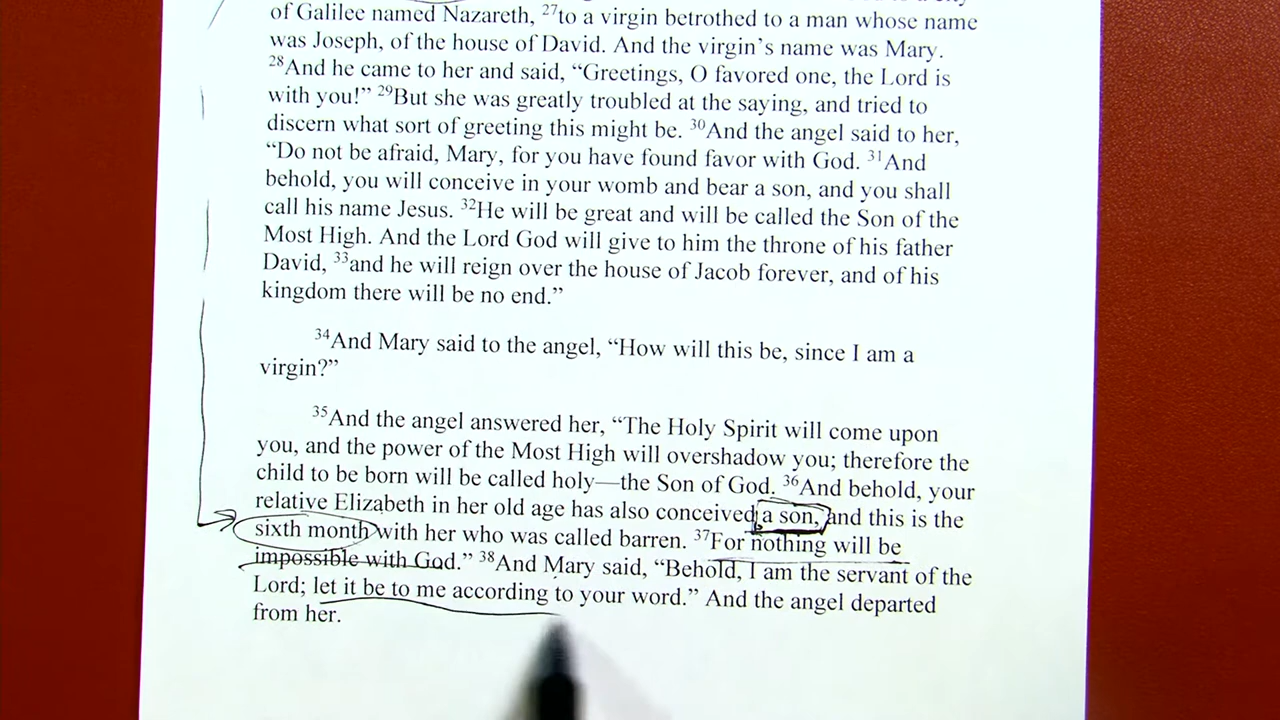 of Galilee named Nazareth, ²⁷to a virgin betrothed to a man whose name
was Joseph, of the house of David. And the virgin’s name was Mary.
²⁸And he came to her and said, “Greetings, O favored one, the Lord is
with you!” ²⁹But she was greatly troubled at the saying, and tried to
discern what sort of greeting this might be. ³⁰And the angel said to her,
“Do not be afraid, Mary, for you have found favor with God. ³¹And
behold, you will conceive in your womb and bear a son, and you shall
call his name Jesus. ³²He will be great and will be called the Son of the
Most High. And the Lord God will give to him the throne of his father
David, ³³and he will reign over the house of Jacob forever, and of his
kingdom there will be no end.”
³⁴And Mary said to the angel, “How will this be, since I am a
virgin?”
³⁵And the angel answered her, “The Holy Spirit will come upon
you, and the power of the Most High will overshadow you; therefore the
child to be born will be called holy—the Son of God. ³⁶And behold, your
relative Elizabeth in her old age has also conceived a son, and this is the
sixth month with her who was called barren. ³⁷For nothing will be
impossible with God.” ³⁸And Mary said, “Behold, I am the servant of the
Lord; let it be to me according to your word.” And the angel departed
from her.